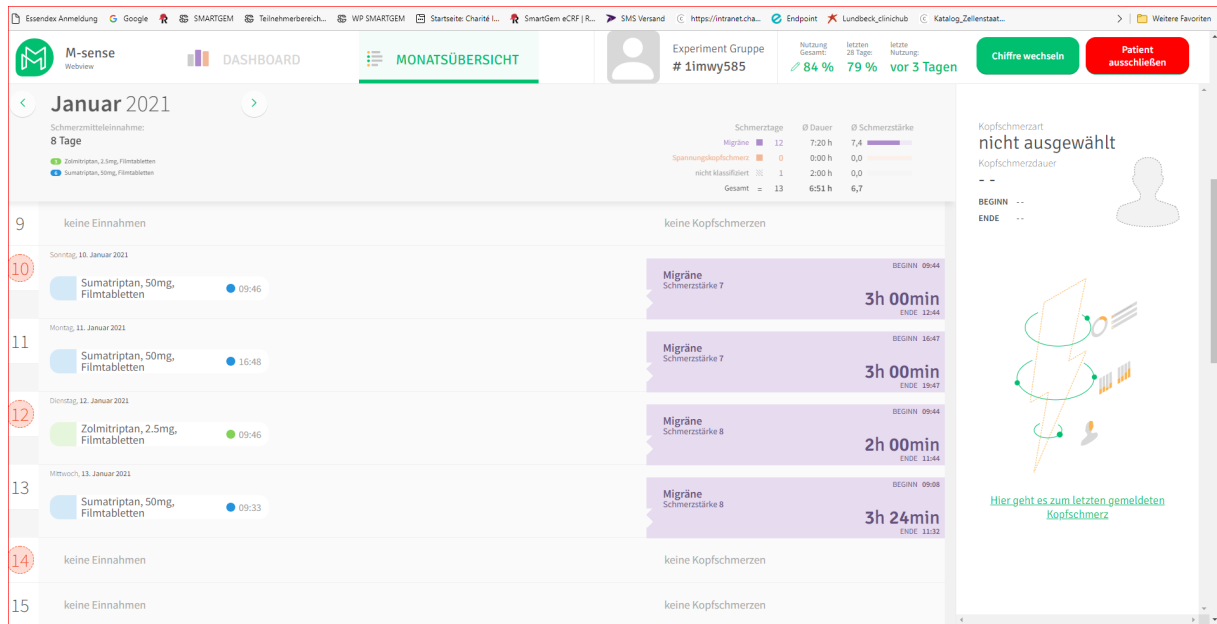 Essendex Anmeldung Google SMARTGEM Teilnehmerbereich... WP SMARTGEM Startseite: Charité I... SmartGem eCRF | R... SMS Versand https://intranet.cha... Endpoint Lundbeck_clinichub Katalog_Zellenstaat... Weitere Favoriten
M-sense
Webview
DASHBOARD
MONATSÜBERSICHT
Experiment Gruppe
# 1imwy585
Nutzung Gesamt:
84 %
letzten 28 Tage:
79 %
letzte Nutzung:
vor 3 Tagen
Chiffre wechseln
Patient
ausschließen
Januar 2021
Schmerzmitteleinnahme:
8 Tage
Zolmitriptan, 2.5mg, Filmtabletten
Sumatriptan, 50mg, Filmtabletten
Schmerztage Ø Dauer Ø Schmerzstärke
Migräne 12 7:20 h 7,4
Spannungskopfschmerz 0 0:00 h 0,0
nicht klassifiziert 1 2:00 h 0,0
Gesamt = 13 6:51 h 6,7
9 keine Einnahmen keine Kopfschmerzen
Sonntag, 10. Januar 2021
10
Sumatriptan, 50mg,
Filmtabletten
09:46
Migräne
Schmerzstärke 7
BEGINN 09:44
3h 00min
ENDE 12:44
Montag, 11. Januar 2021
11
Sumatriptan, 50mg,
Filmtabletten
16:48
Migräne
Schmerzstärke 7
BEGINN 16:47
3h 00min
ENDE 19:47
Dienstag, 12. Januar 2021
12
Zolmitriptan, 2.5mg,
Filmtabletten
09:46
Migräne
Schmerzstärke 8
BEGINN 09:44
2h 00min
ENDE 11:44
Mittwoch, 13. Januar 2021
13
Sumatriptan, 50mg,
Filmtabletten
09:33
Migräne
Schmerzstärke 8
BEGINN 09:08
3h 24min
ENDE 11:32
14 keine Einnahmen keine Kopfschmerzen
15 keine Einnahmen keine Kopfschmerzen
Kopfschmerzart
nicht ausgewählt
Kopfschmerzdauer
- -
BEGINN --
ENDE --
Hier geht es zum letzten gemeldeten
Kopfschmerz